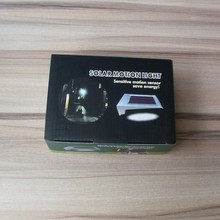 SOLAR MOTION LIGHT
Sensitive motion sensor
save energy!